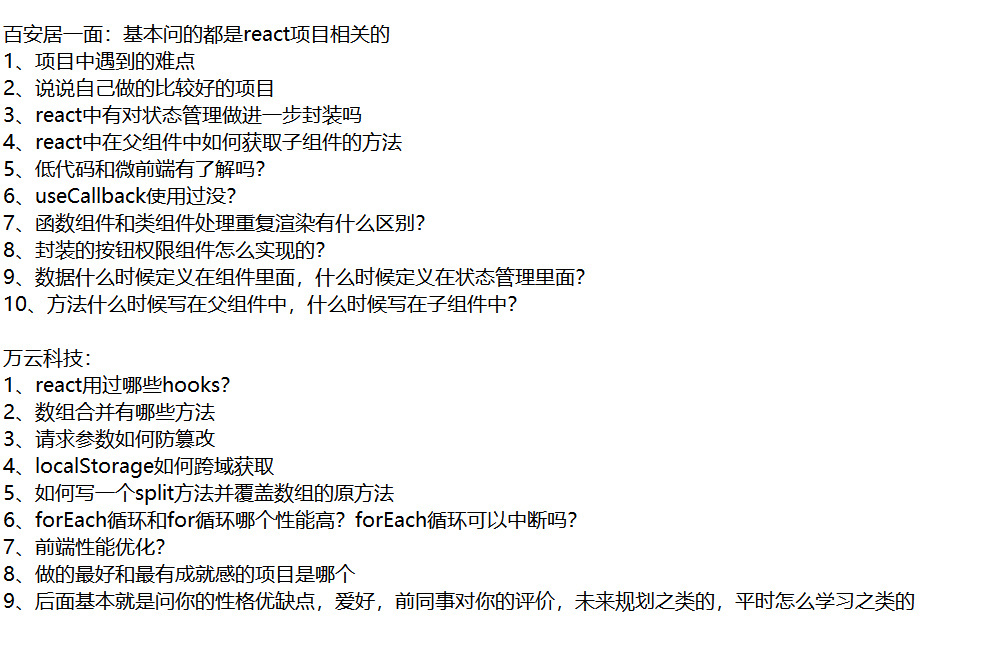 百安居一面：基本问的都是react项目相关的
1、项目中遇到的难点
2、说说自己做的比较好的项目
3、react中有对状态管理做进一步封装吗
4、react中在父组件中如何获取子组件的方法
5、低代码和微前端有了解吗？
6、useCallback使用过没？
7、函数组件和类组件处理重复渲染有什么区别？
8、封装的按钮权限组件怎么实现的？
9、数据什么时候定义在组件里面，什么时候定义在状态管理里面？
10、方法什么时候写在父组件中，什么时候写在子组件中？
万云科技：
1、react用过哪些hooks？
2、数组合并有哪些方法
3、请求参数如何防篡改
4、localStorage如何跨域获取
5、如何写一个split方法并覆盖数组的原方法
6、forEach循环和for循环哪个性能高？forEach循环可以中断吗？
7、前端性能优化？
8、做的最好和最有成就感的项目是哪个
9、后面基本就是问你的性格优缺点，爱好，前同事对你的评价，未来规划之类的，平时怎么学习之类的